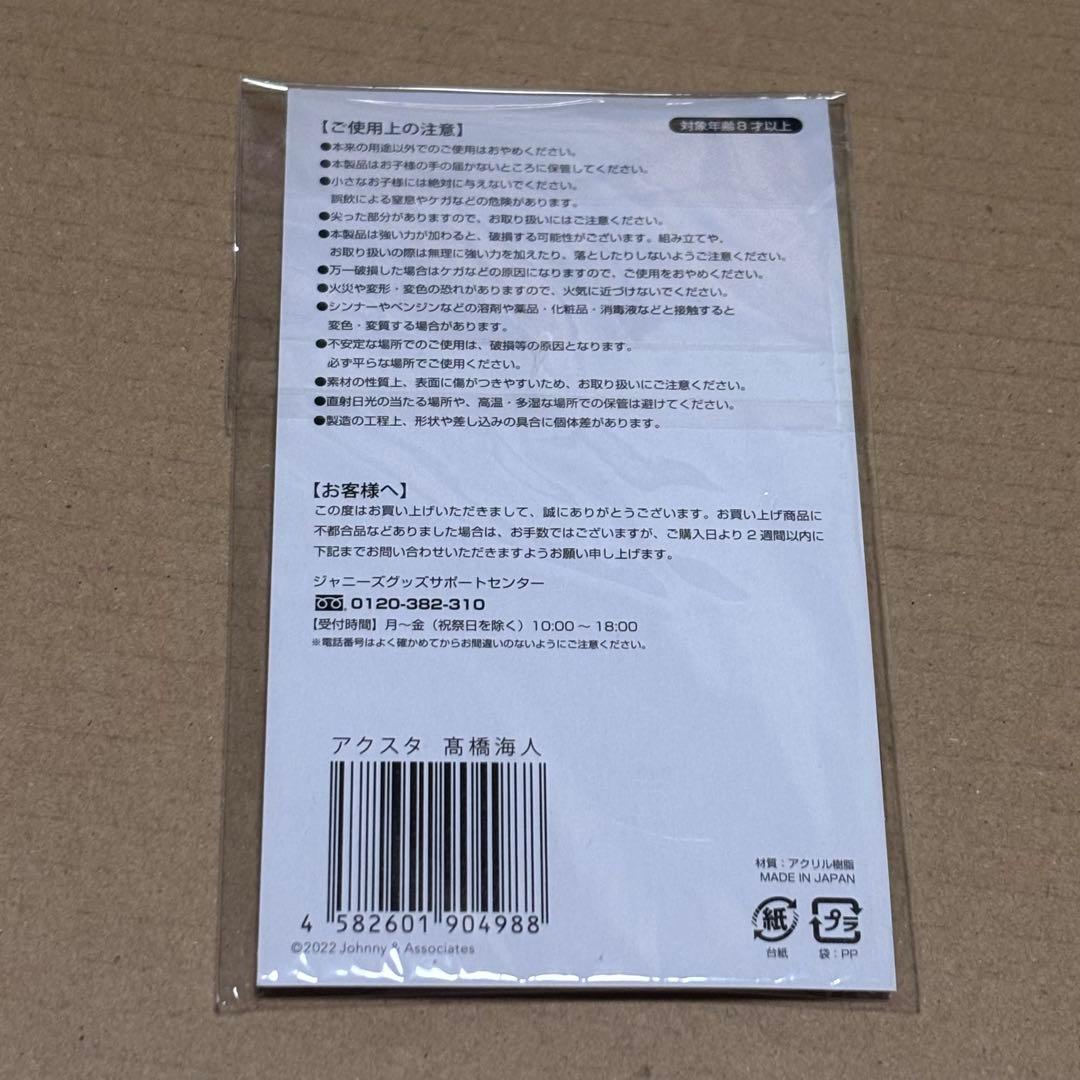 【ご使用上の注意】
対象年齢8才以上
●本来の用途以外でのご使用はおやめください。
●本製品はお子様の手の届かないところに保管してください。
●小さなお子様には絶対に与えないでください。
誤飲による窒息やケガなどの危険があります。
●尖った部分がありますので、お取り扱いにはご注意ください。
●本製品は強い力が加わると、破損する可能性がございます。組み立てや、
お取り扱いの際は無理に強い力を加えたり、落としたりしないようご注意ください。
●万一破損した場合はケガなどの原因になりますので、ご使用をおやめください。
●火災や変形・変色の恐れがありますので、火気に近づけないでください。
●シンナーやベンジンなどの溶剤や薬品・化粧品・消毒液などと接触すると
変色・変質する場合があります。
●不安定な場所でのご使用は、破損等の原因となります。
必ず平らな場所でご使用ください。
●素材の性質上、表面に傷がつきやすいため、お取り扱いにご注意ください。
●直射日光の当たる場所や、高温・多湿な場所での保管は避けてください。
●製造の工程上、形状や差し込みの具合に個体差があります。
【お客様へ】
この度はお買い上げいただきまして、誠にありがとうございます。お買い上げ商品に
不都合品などありました場合は、お手数ではございますが、ご購入日より2週間以内に
下記までお問い合わせいただきますようお願い申し上げます。
ジャニーズグッズサポートセンター
0120-382-310
【受付時間】月〜金（祝祭日を除く）10:00〜18:00
※電話番号はよく確かめてからお間違いのないようにご注意ください。
アクスタ 髙橋海人
4 582601 904988
©2022 Johnny & Associates
材質：アクリル樹脂
MADE IN JAPAN
紙
プラ
台紙
袋：PP